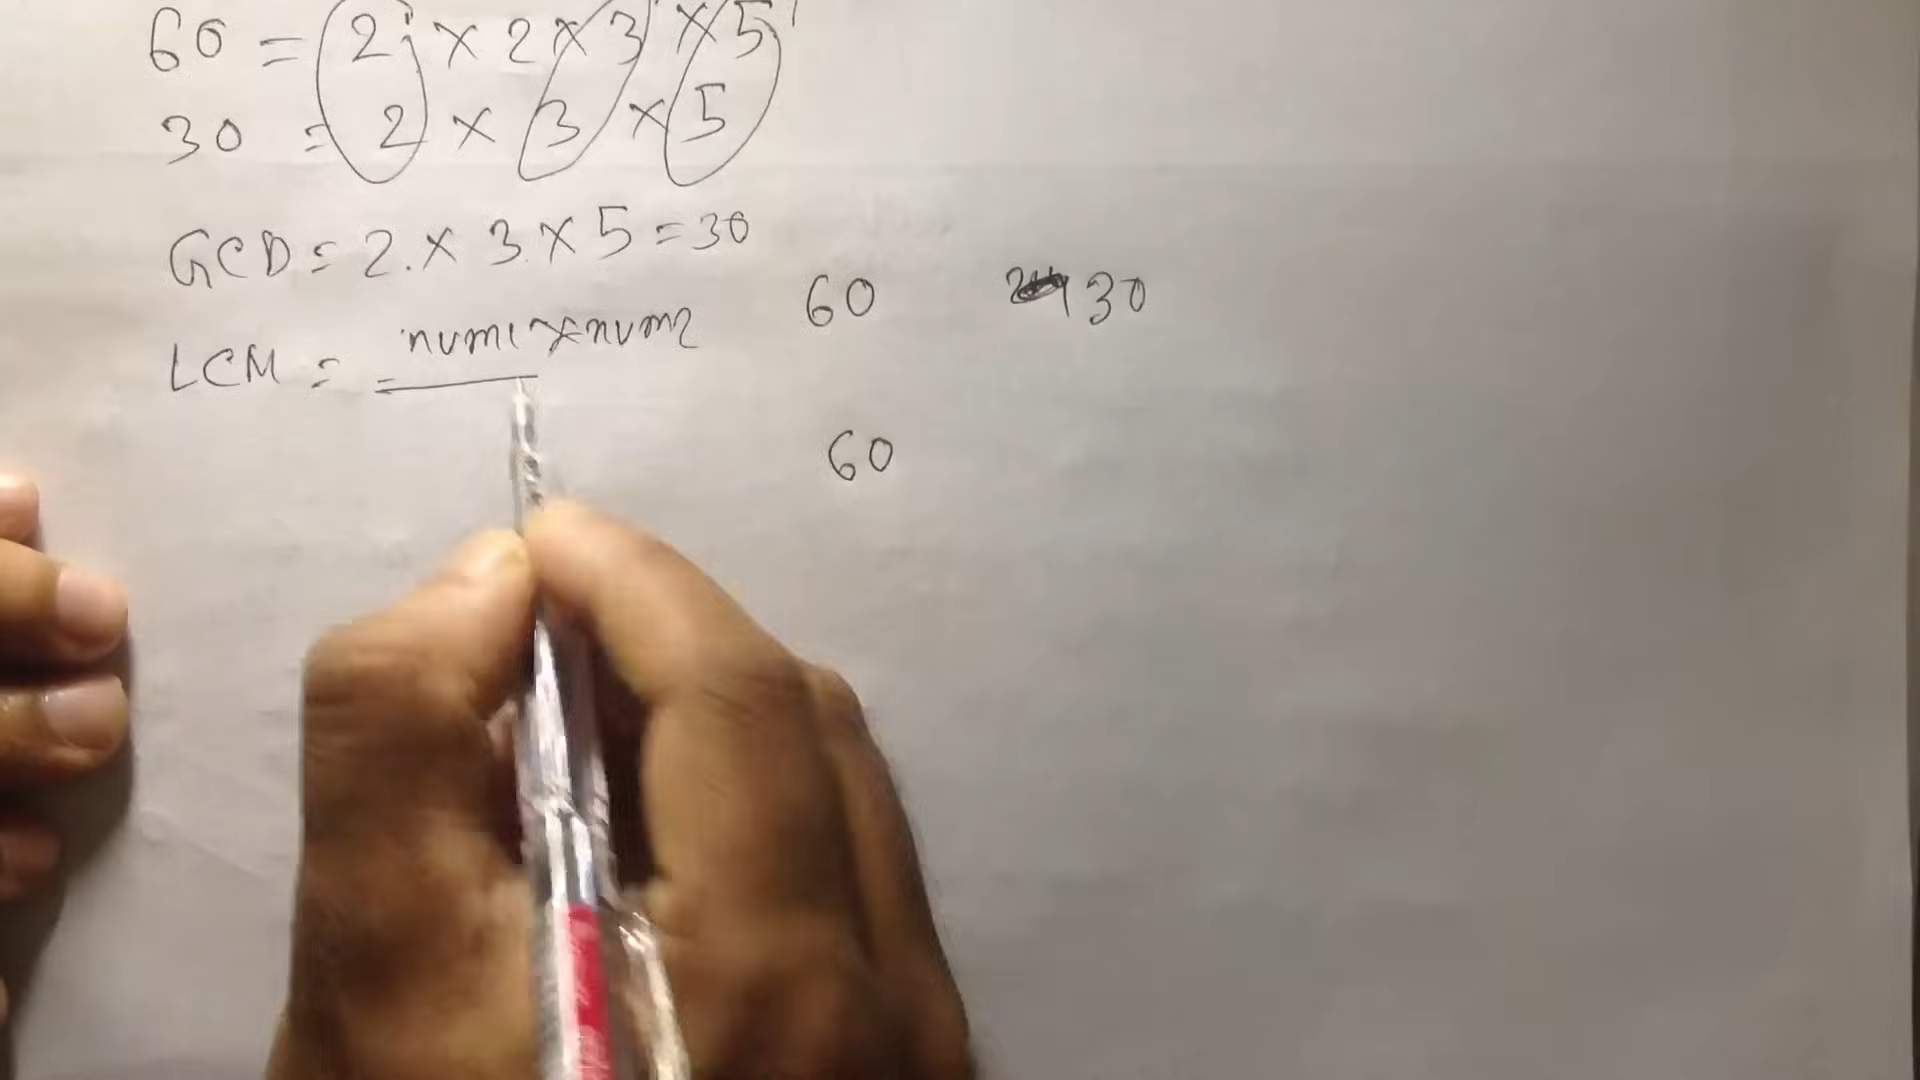 60 = 2 × 2 × 3 × 5
30 = 2 × 3 × 5
GCD = 2 × 3 × 5 = 30
60 30
LCM = num1 × num2
60